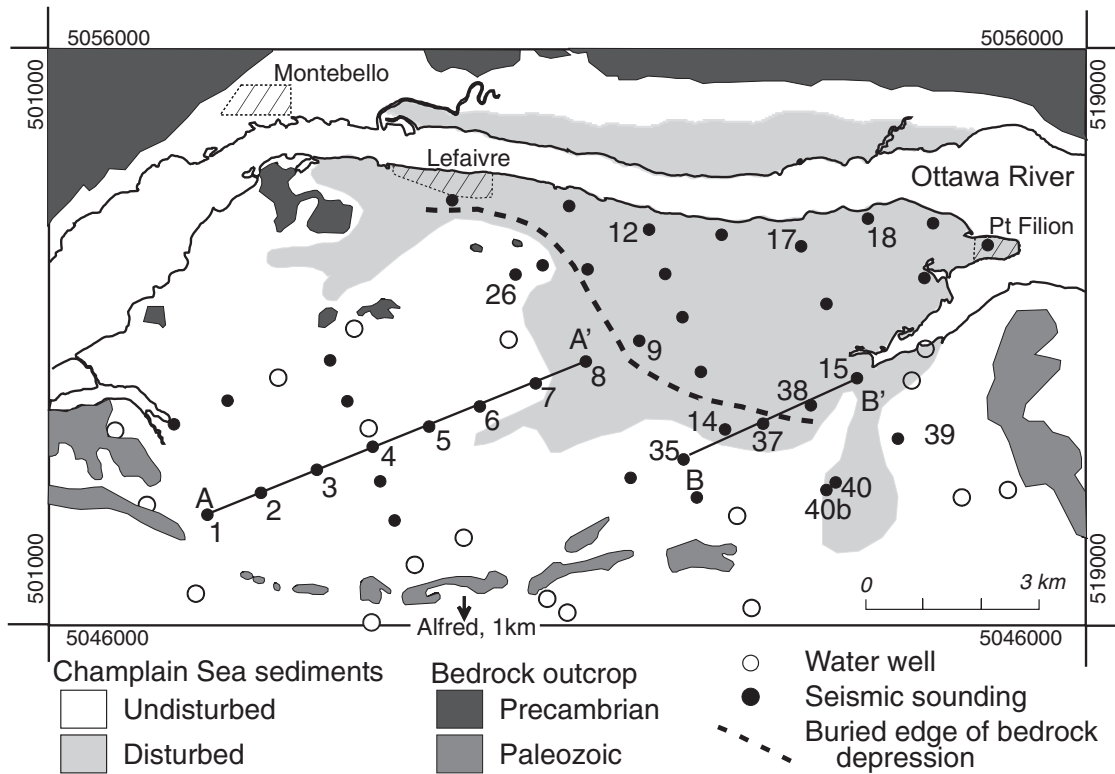 5056000
5056000
501000
519000
Montebello
Lefaivre
Ottawa River
Pt Filion
12
17
18
26
9
A'
8
7
6
5
4
3
2
A
1
15
B'
38
37
14
35
B
39
40
40b
501000
519000
0
3 km
Alfred, 1km
5046000
5046000
Champlain Sea sediments
Undisturbed
Disturbed
Bedrock outcrop
Precambrian
Paleozoic
Water well
Seismic sounding
Buried edge of bedrock
depression